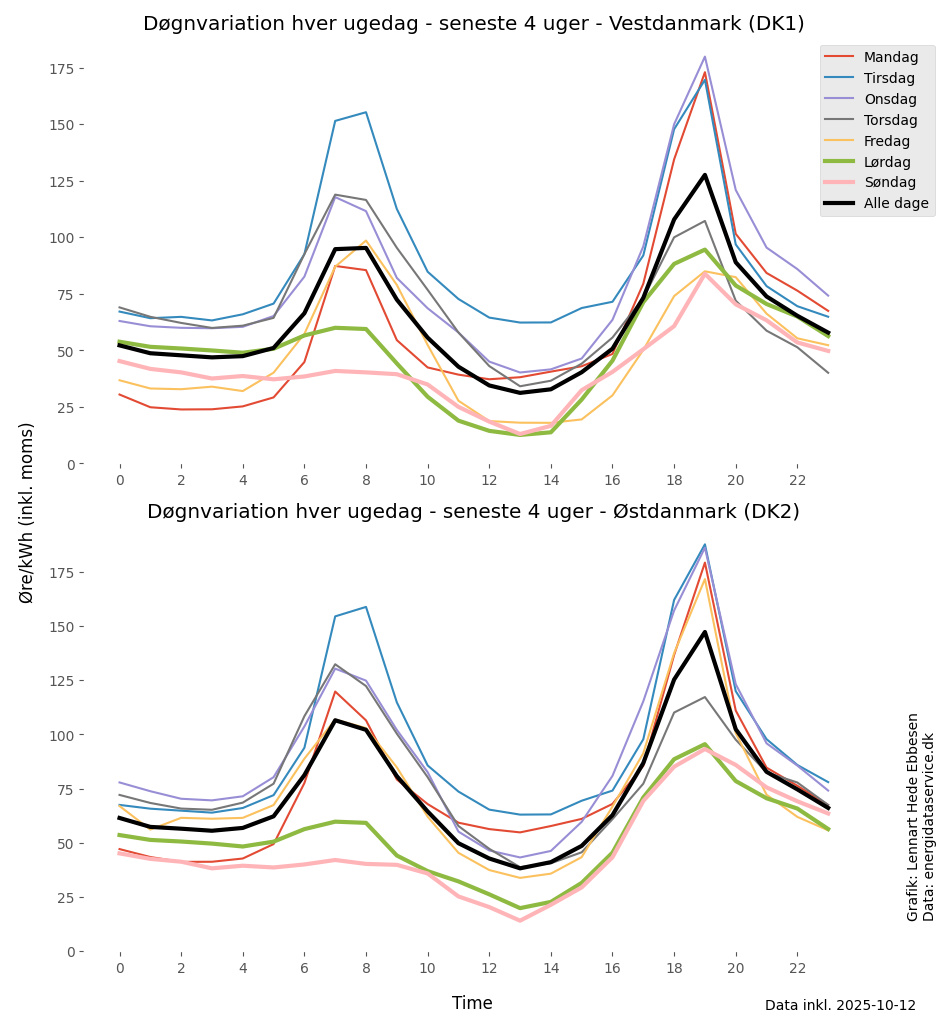 Døgnvariation hver ugedag - seneste 4 uger - Vestdanmark (DK1)
175
150
125
100
75
50
25
0
0 2 4 6 8 10 12 14 16 18 20 22
Mandag
Tirsdag
Onsdag
Torsdag
Fredag
Lørdag
Søndag
Alle dage
Øre/kWh (inkl. moms)
Døgnvariation hver ugedag - seneste 4 uger - Østdanmark (DK2)
175
150
125
100
75
50
25
0
0 2 4 6 8 10 12 14 16 18 20 22
Time
Grafik: Lennart Hede Ebbesen
Data: energidataservice.dk
Data inkl. 2025-10-12